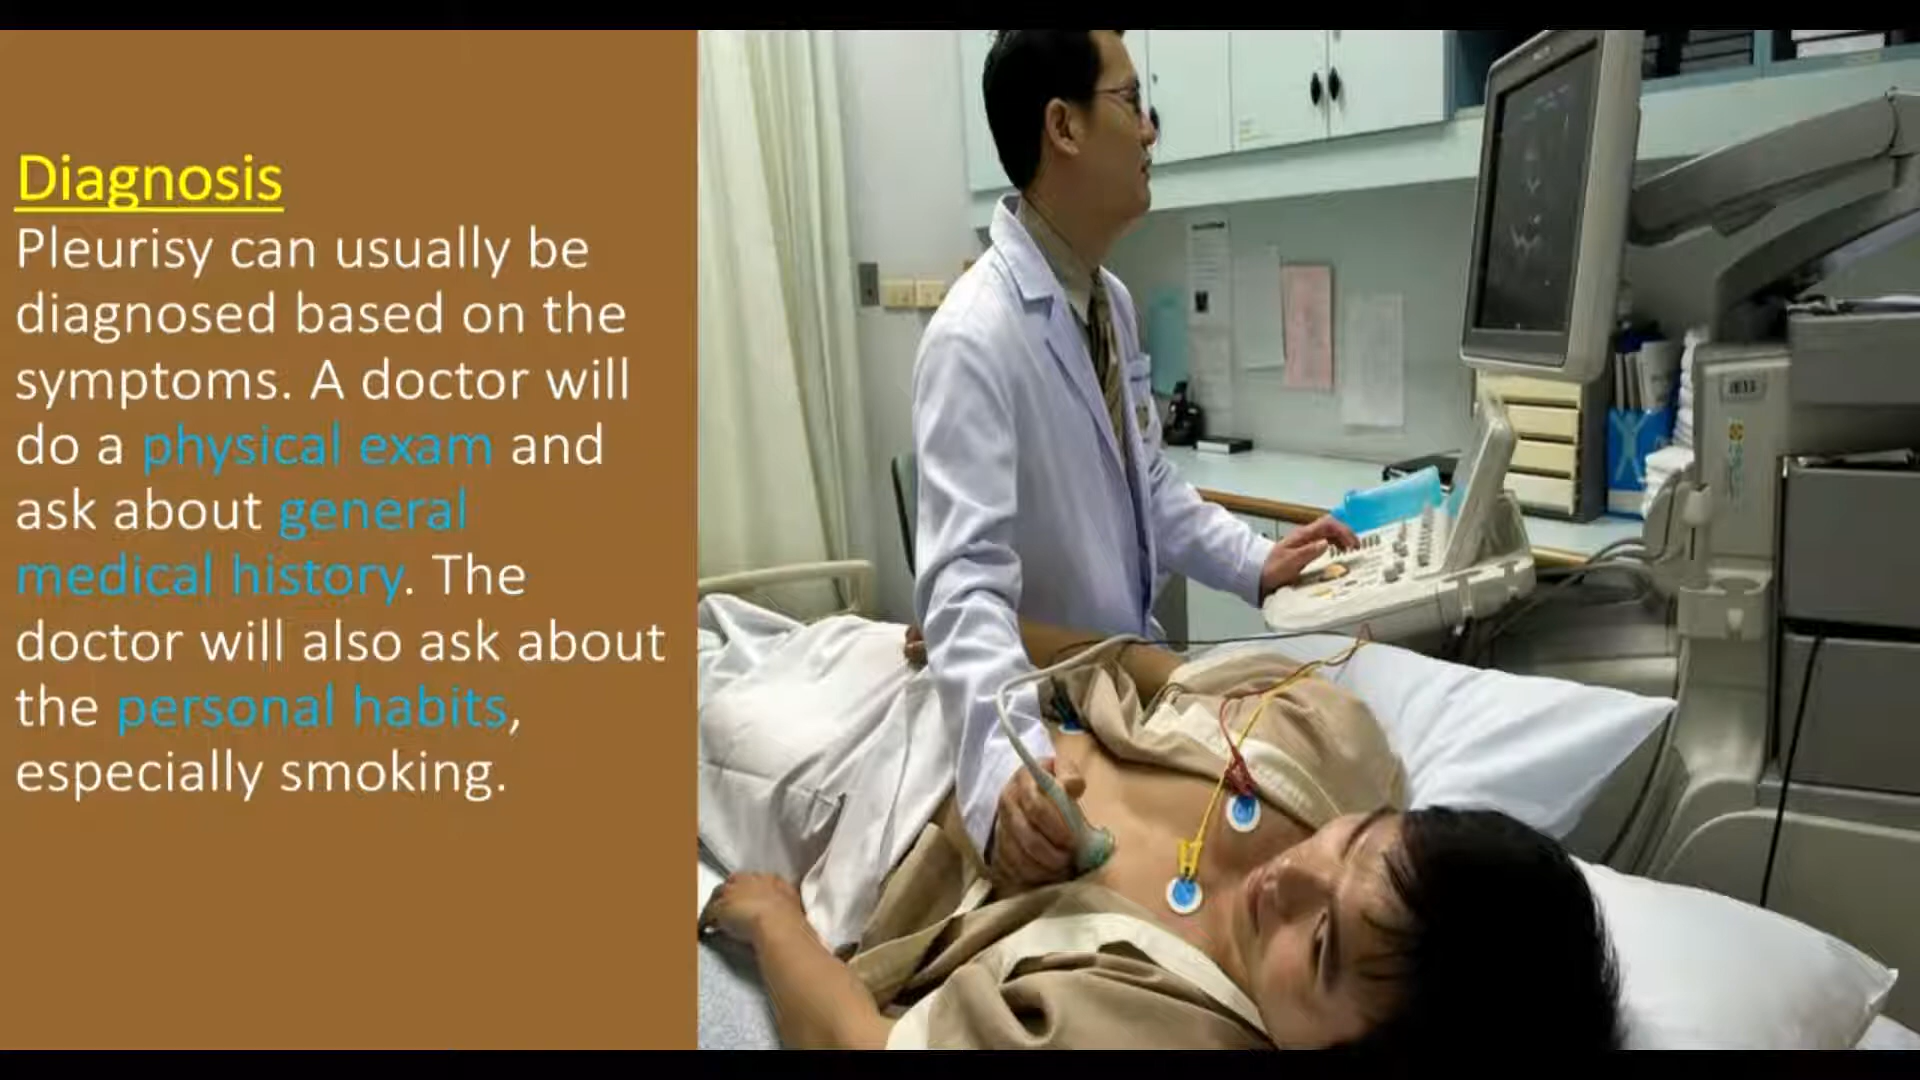 Diagnosis
Pleurisy can usually be
diagnosed based on the
symptoms. A doctor will
do a physical exam and
ask about general
medical history. The
doctor will also ask about
the personal habits,
especially smoking.